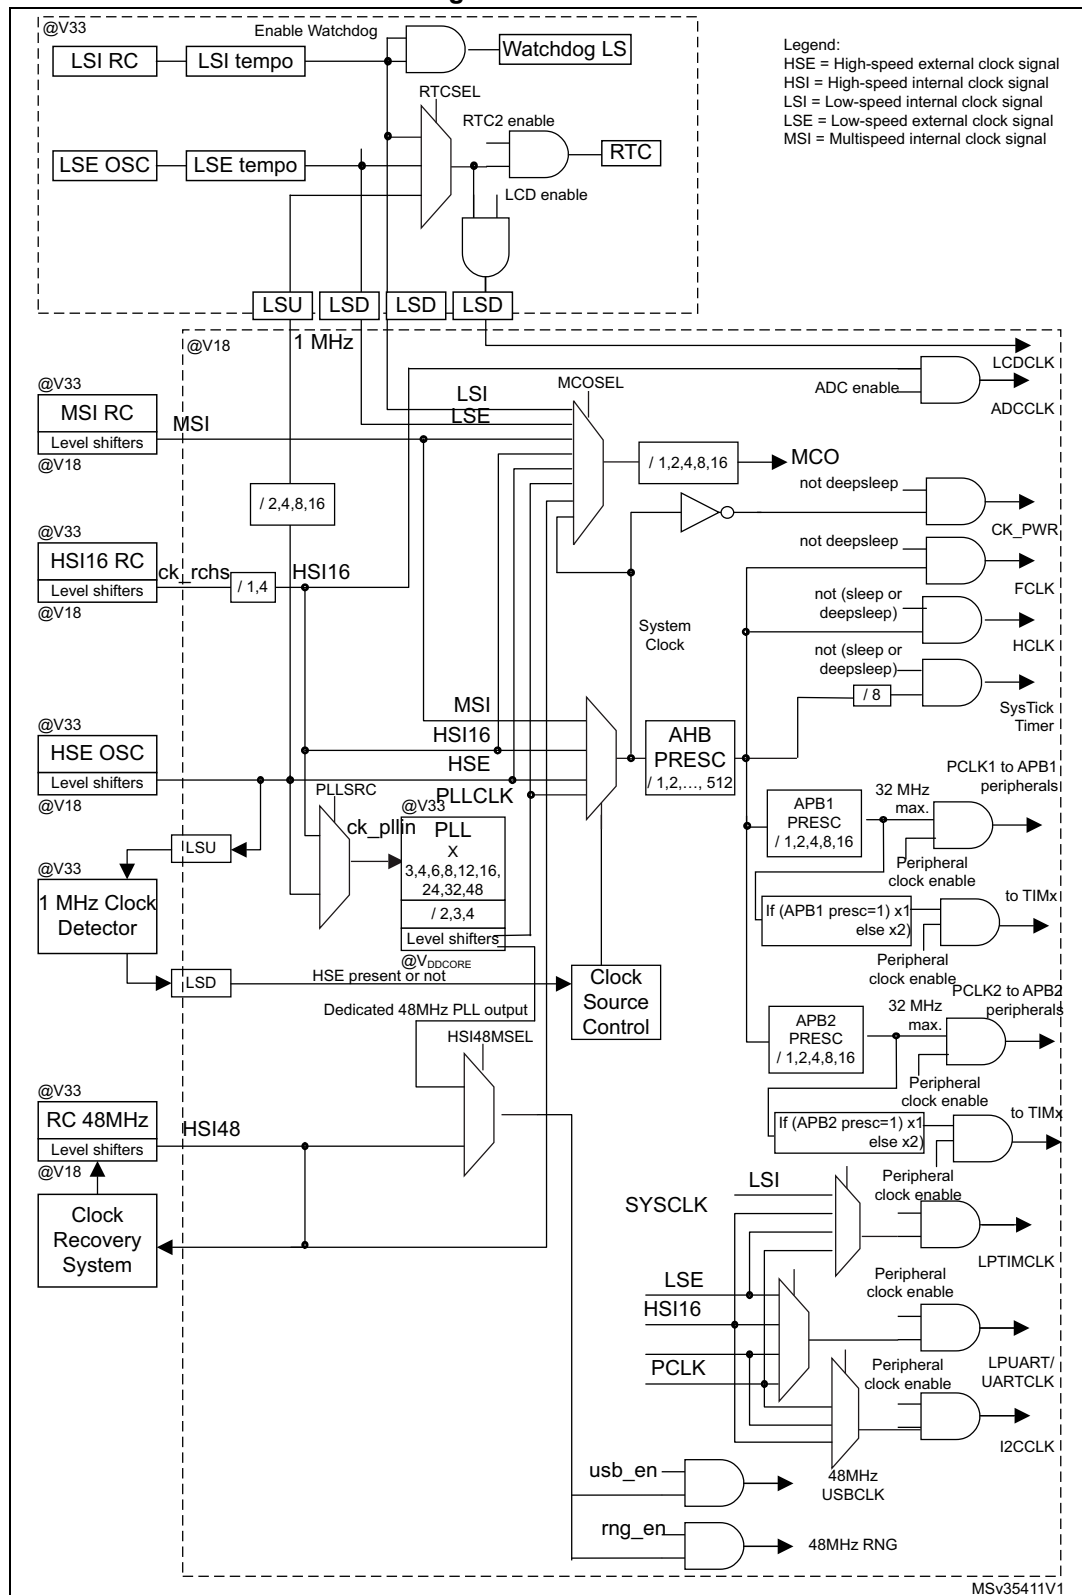 @V33
Enable Watchdog
LSI RC
LSI tempo
Watchdog LS
Legend:
HSE = High-speed external clock signal
HSI = High-speed internal clock signal
LSI = Low-speed internal clock signal
LSE = Low-speed external clock signal
MSI = Multispeed internal clock signal
RTCSEL
RTC2 enable
LSE OSC
LSE tempo
RTC
LCD enable
LSU
LSD
LSD
LSD
@V18
1 MHz
LCDCLK
@V33
MSI RC
Level shifters
@V18
MSI
LSI
LSE
MCOSEL
ADC enable
ADCCLK
/ 1,2,4,8,16
MCO
/ 2,4,8,16
not deepsleep
CK_PWR
@V33
HSI16 RC
Level shifters
@V18
ck_rchs
/ 1,4
HSI16
not deepsleep
FCLK
System
Clock
not (sleep or
deepsleep)
HCLK
not (sleep or
deepsleep)
/ 8
SysTick
Timer
@V33
HSE OSC
Level shifters
@V18
MSI
HSI16
HSE
PLLCLK
AHB
PRESC
/ 1,2,..., 512
PCLK1 to APB1
peripherals
PLLSRC
ck_pllin
@V33
PLL
X
3,4,6,8,12,16,
24,32,48
/ 2,3,4
Level shifters
@VDDCORE
APB1
PRESC
/ 1,2,4,8,16
32 MHz
max.
Peripheral
clock enable
LSU
@V33
1 MHz Clock
Detector
to TIMx
If (APB1 presc=1) x1
else x2)
Peripheral
clock enable
LSD
HSE present or not
Clock
Source
Control
Dedicated 48MHz PLL output
PCLK2 to APB2
peripherals
32 MHz
max.
APB2
PRESC
/ 1,2,4,8,16
HSI48MSEL
Peripheral
clock enable
@V33
RC 48MHz
Level shifters
@V18
HSI48
to TIMx
If (APB2 presc=1) x1
else x2)
Peripheral
clock enable
Clock
Recovery
System
LSI
SYSCLK
LPTIMCLK
LSE
HSI16
PCLK
Peripheral
clock enable
LPUART/
UARTCLK
Peripheral
clock enable
I2CCLK
usb_en
48MHz
USBCLK
rng_en
48MHz RNG
MSv35411V1